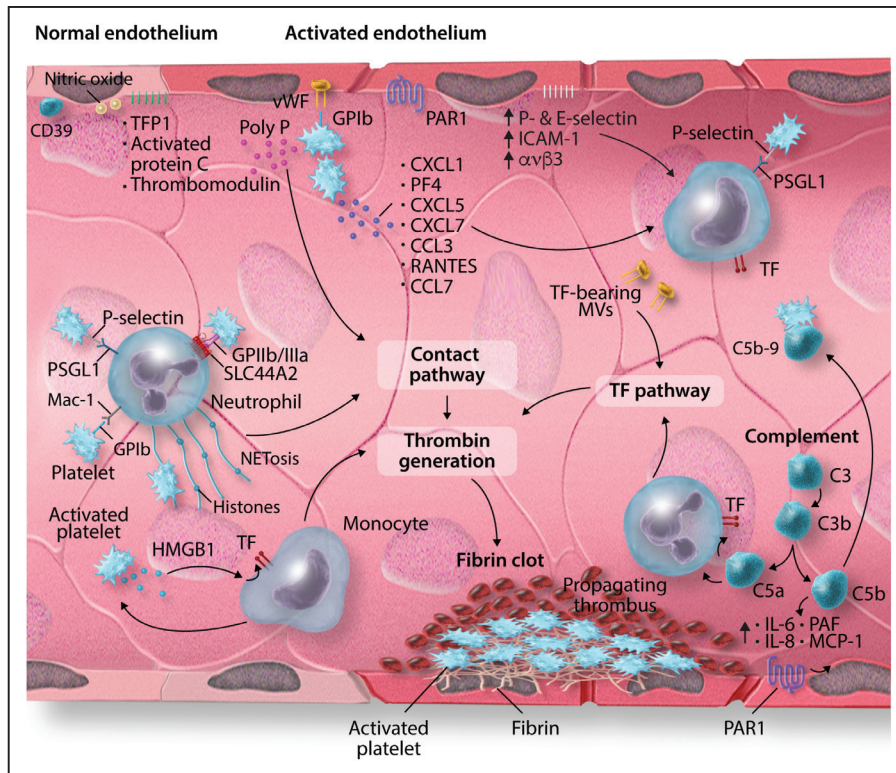 Normal endothelium
Activated endothelium
Nitric oxide
CD39
TFP1
Activated
protein C
Thrombomodulin
vWF
GPIb
Poly P
PAR1
P- & E-selectin
ICAM-1
ανβ3
CXCL1
PF4
CXCL5
CXCL7
CCL3
RANTES
CCL7
P-selectin
PSGL1
TF
TF-bearing
MVs
C5b-9
P-selectin
PSGL1
GPIIb/IIIa
SLC44A2
Neutrophil
Mac-1
GPIb
Platelet
NETosis
Histones
Contact
pathway
Thrombin
generation
TF pathway
Complement
C3
C3b
TF
C5a
C5b
IL-6 · PAF
IL-8 · MCP-1
Activated
platelet
HMGB1
TF
Monocyte
Fibrin clot
Propagating
thrombus
Activated
platelet
Fibrin
PAR1